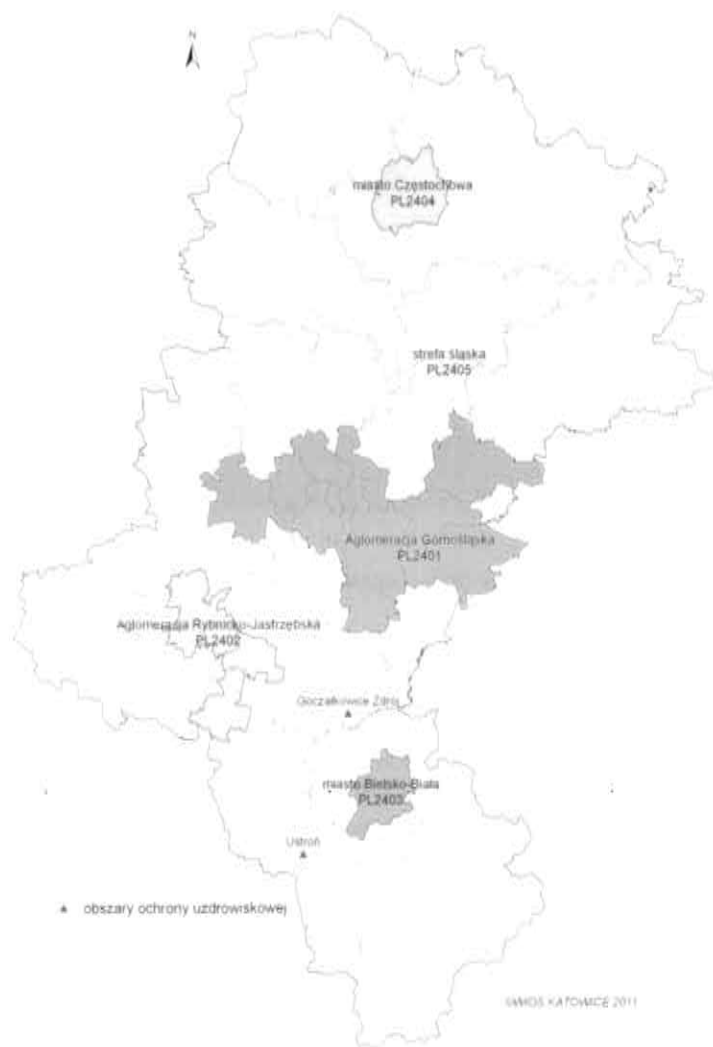 N
miasto Częstochowa
PL2404
strefa śląska
PL2405
Aglomeracja Górnośląska
PL2401
Aglomeracja Rybnicko-Jastrzębska
PL2402
Goczałkowice Zdrój
miasto Bielsko-Biała
PL2403
Ustroń
obszary ochrony uzdrowiskowej
©WIOŚ KATOWICE 2011